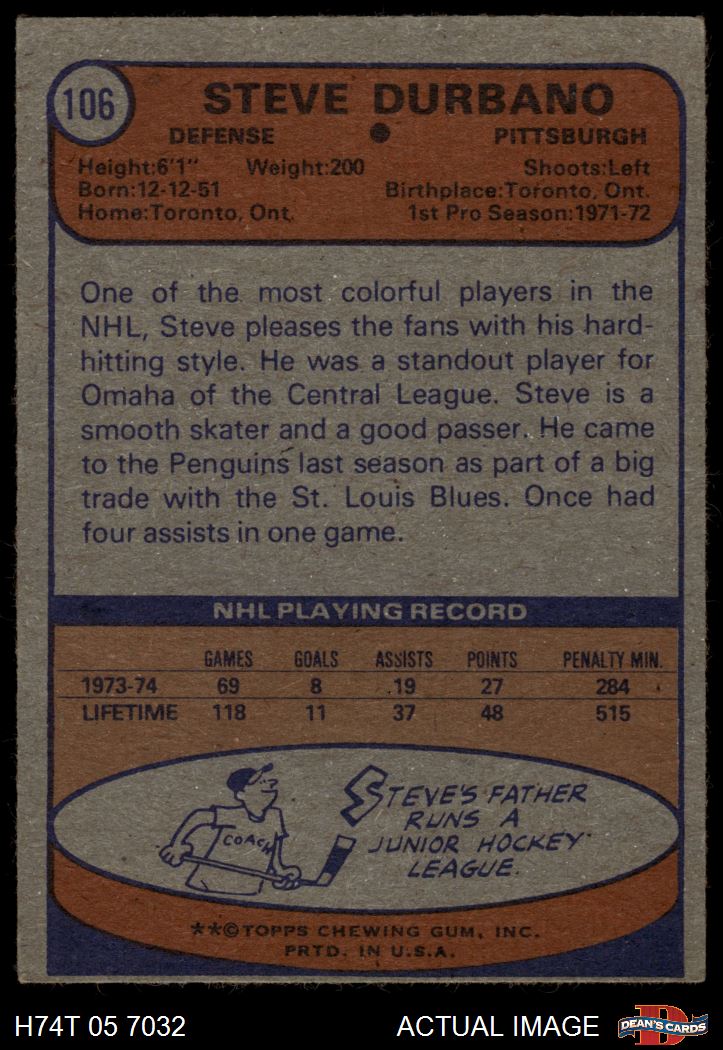 106
STEVE DURBANO
DEFENSE ● PITTSBURGH
Height:6'1" Weight:200 Shoots:Left
Born:12-12-51 Birthplace:Toronto, Ont.
Home:Toronto, Ont. 1st Pro Season:1971-72
One of the most colorful players in the
NHL, Steve pleases the fans with his hard-
hitting style. He was a standout player for
Omaha of the Central League. Steve is a
smooth skater and a good passer. He came
to the Penguins last season as part of a big
trade with the St. Louis Blues. Once had
four assists in one game.
NHL PLAYING RECORD
GAMES GOALS ASSISTS POINTS PENALTY MIN.
1973-74 69 8 19 27 284
LIFETIME 118 11 37 48 515
COACH
STEVE'S FATHER
RUNS A
JUNIOR HOCKEY
LEAGUE.
**©TOPPS CHEWING GUM, INC.
PRTD. IN U.S.A.
H74T 05 7032 ACTUAL IMAGE
D
DEAN'S CARDS